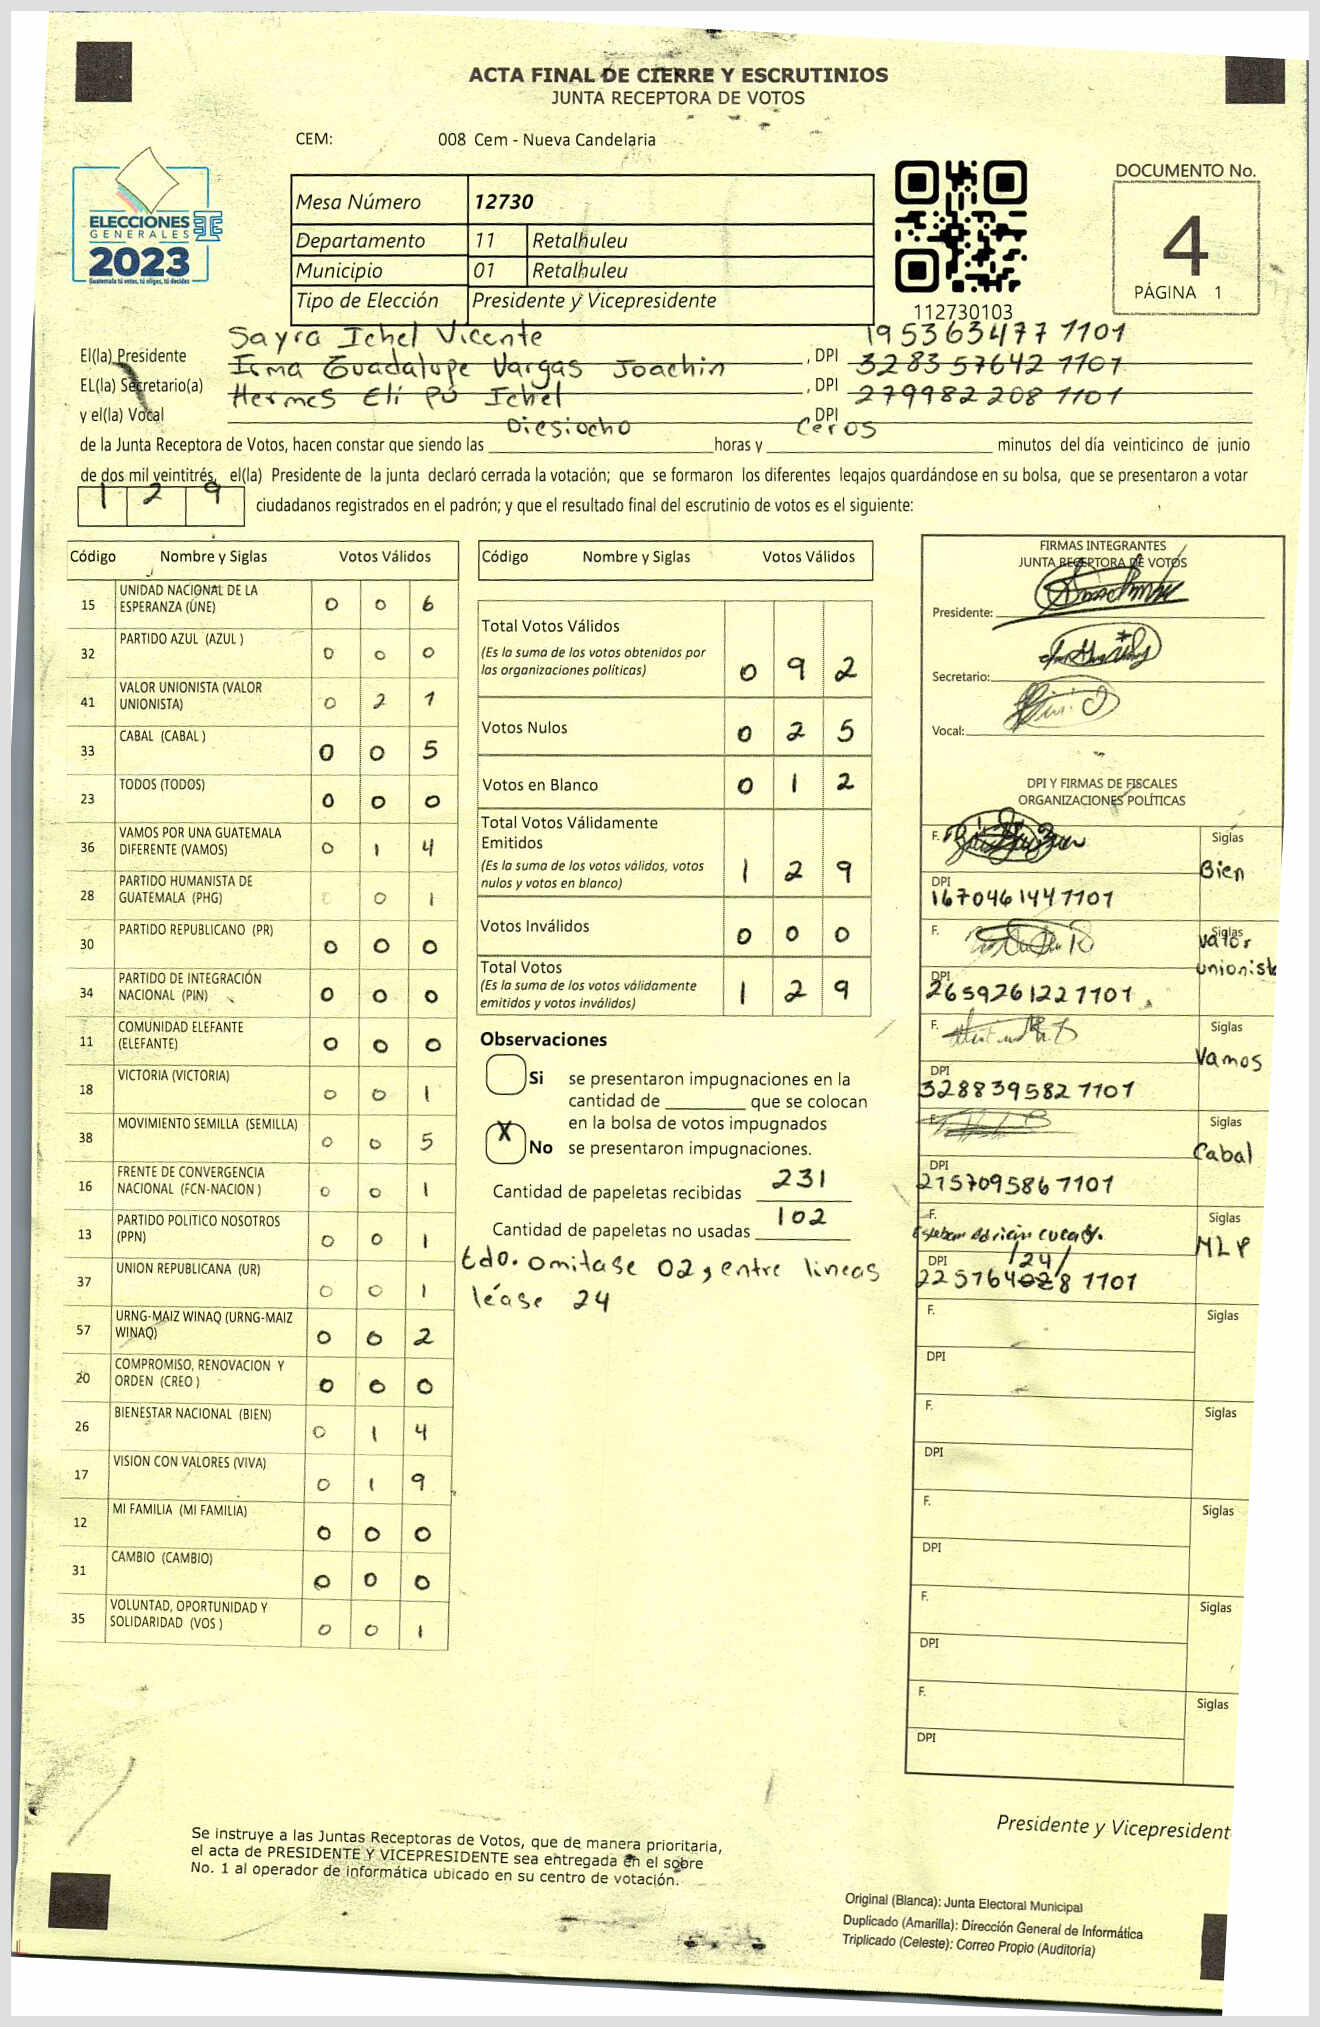 ACTA FINAL DE CIERRE Y ESCRUTINIOS
JUNTA RECEPTORA DE VOTOS
CEM: 008 Cem - Nueva Candelaria
ELECCIONES
GENERALES
2023
Guatemala tú votas, tú eliges, tú decides
Mesa Número 12730
Departamento 11 Retalhuleu
Municipio 01 Retalhuleu
Tipo de Elección Presidente y Vicepresidente
112730103
DOCUMENTO No.
4
PÁGINA 1
El(la) Presidente Sayra Ixhel Vicente , DPI 195363477 1101
EL(la) Secretario(a) Irma Guadalupe Vargas Joachin , DPI 328357642 1101
y el(la) Vocal Hermes Elí Pú Ixhel DPI 279982208 1101
de la Junta Receptora de Votos, hacen constar que siendo las Diesiocho horas y Ceros minutos del día veinticinco de junio
de dos mil veintitrés, el(la) Presidente de la junta declaró cerrada la votación; que se formaron los diferentes legajos guardándose en su bolsa, que se presentaron a votar
1 2 9 ciudadanos registrados en el padrón; y que el resultado final del escrutinio de votos es el siguiente:
Código Nombre y Siglas Votos Válidos
15 UNIDAD NACIONAL DE LA ESPERANZA (UNE) 0 0 6
32 PARTIDO AZUL (AZUL ) 0 0 0
41 VALOR UNIONISTA (VALOR UNIONISTA) 0 2 1
33 CABAL (CABAL ) 0 0 5
23 TODOS (TODOS) 0 0 0
36 VAMOS POR UNA GUATEMALA DIFERENTE (VAMOS) 0 1 4
28 PARTIDO HUMANISTA DE GUATEMALA (PHG) 0 0 1
30 PARTIDO REPUBLICANO (PR) 0 0 0
34 PARTIDO DE INTEGRACIÓN NACIONAL (PIN) 0 0 0
11 COMUNIDAD ELEFANTE (ELEFANTE) 0 0 0
18 VICTORIA (VICTORIA) 0 0 1
38 MOVIMIENTO SEMILLA (SEMILLA) 0 0 5
16 FRENTE DE CONVERGENCIA NACIONAL (FCN-NACION ) 0 0 1
13 PARTIDO POLITICO NOSOTROS (PPN) 0 0 1
37 UNION REPUBLICANA (UR) 0 0 1
57 URNG-MAIZ WINAQ (URNG-MAIZ WINAQ) 0 0 2
20 COMPROMISO, RENOVACION Y ORDEN (CREO ) 0 0 0
26 BIENESTAR NACIONAL (BIEN) 0 1 4
17 VISION CON VALORES (VIVA) 0 1 9
12 MI FAMILIA (MI FAMILIA) 0 0 0
31 CAMBIO (CAMBIO) 0 0 0
35 VOLUNTAD, OPORTUNIDAD Y SOLIDARIDAD (VOS ) 0 0 1
Código Nombre y Siglas Votos Válidos
Total Votos Válidos
(Es la suma de los votos obtenidos por
las organizaciones políticas) 0 9 2
Votos Nulos 0 2 5
Votos en Blanco 0 1 2
Total Votos Válidamente
Emitidos
(Es la suma de los votos válidos, votos
nulos y votos en blanco) 1 2 9
Votos Inválidos 0 0 0
Total Votos
(Es la suma de los votos válidamente
emitidos y votos inválidos) 1 2 9
Observaciones
Si se presentaron impugnaciones en la
cantidad de ________ que se colocan
en la bolsa de votos impugnados
X No se presentaron impugnaciones.
Cantidad de papeletas recibidas 231
Cantidad de papeletas no usadas 102
tdo. omitase 02, entre lineas
léase 24
FIRMAS INTEGRANTES
JUNTA RECEPTORA DE VOTOS
Presidente:
Secretario:
Vocal:
DPI Y FIRMAS DE FISCALES
ORGANIZACIONES POLÍTICAS
F. Siglas Bien
DPI 1670461447101
F. Siglas Valor unionista
DPI 2659261221101
F. Siglas Vamos
DPI 3288395827101
F. Siglas Cabal
DPI 2157095867101
F. Esteban Adrián Siglas MLP
/24/
DPI 225764028 1101
F. Siglas
DPI
F. Siglas
DPI
F. Siglas
DPI
F. Siglas
DPI
F. Siglas
DPI
Presidente y Vicepresident
Se instruye a las Juntas Receptoras de Votos, que de manera prioritaria,
el acta de PRESIDENTE Y VICEPRESIDENTE sea entregada en el sobre
No. 1 al operador de informática ubicado en su centro de votación.
Original (Blanca): Junta Electoral Municipal
Duplicado (Amarilla): Dirección General de Informática
Triplicado (Celeste): Correo Propio (Auditoría)